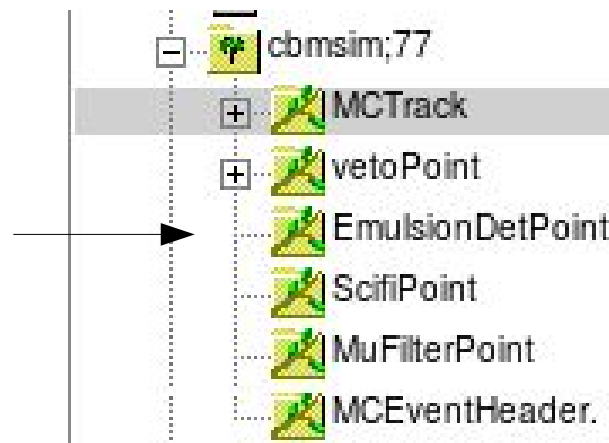 cbmsim;77
MCTrack
vetoPoint
EmulsionDetPoint
ScifiPoint
MuFilterPoint
MCEventHeader.